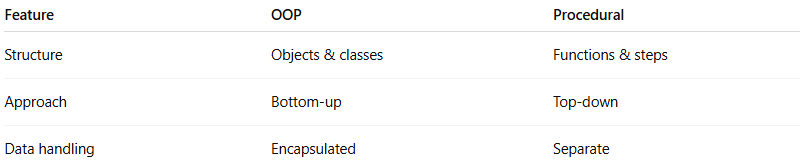 Feature OOP Procedural
Structure Objects & classes Functions & steps
Approach Bottom-up Top-down
Data handling Encapsulated Separate